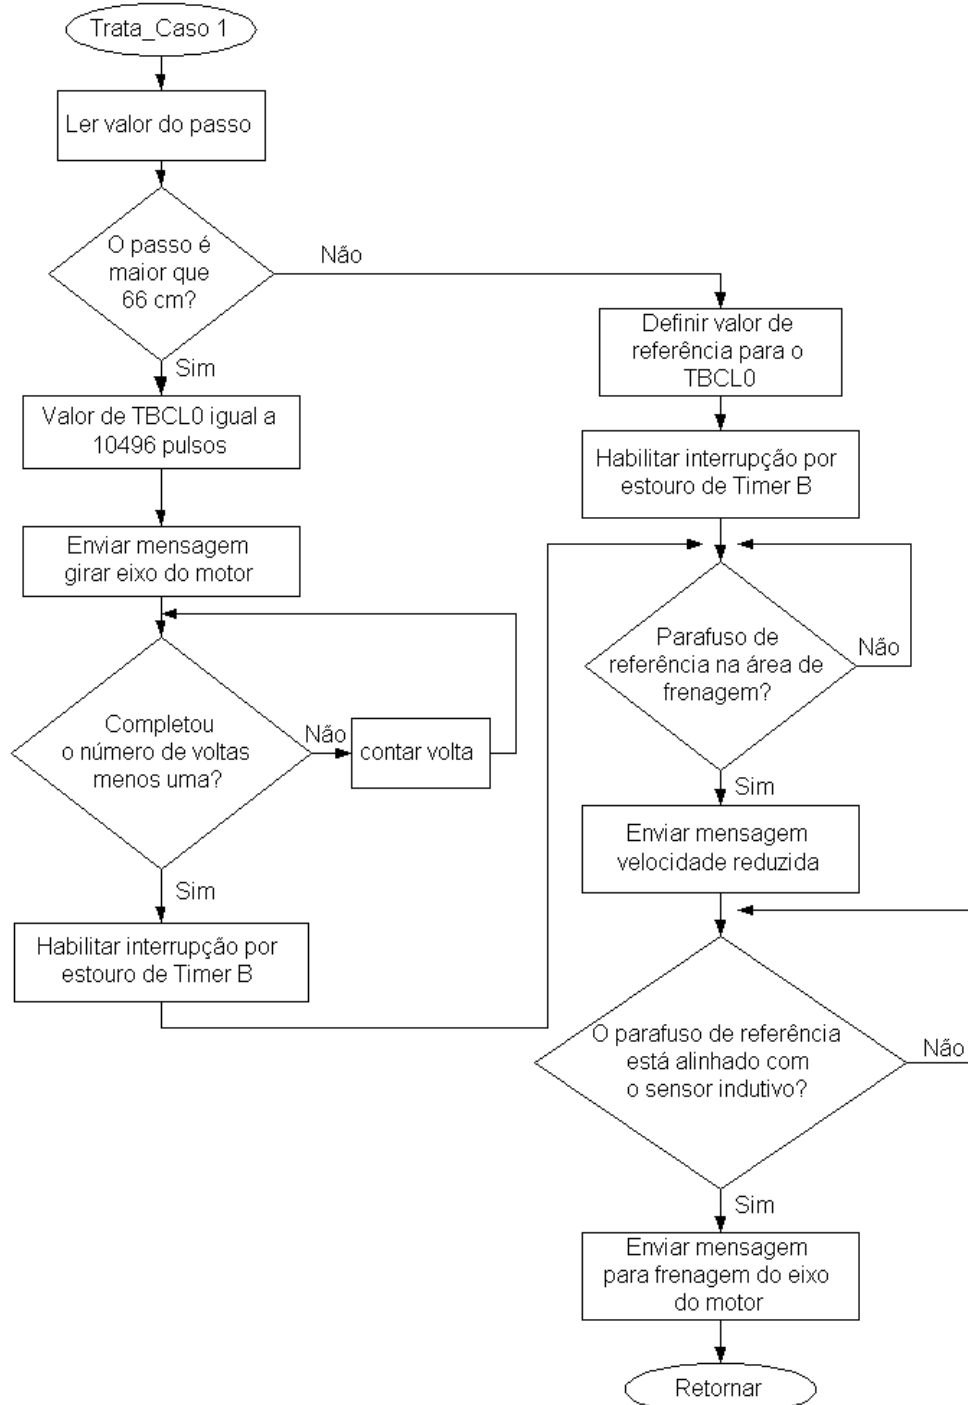 Trata_Caso 1
Ler valor do passo
O passo é
maior que
66 cm?
Não
Sim
Valor de TBCL0 igual a
10496 pulsos
Enviar mensagem
girar eixo do motor
Completou
o número de voltas
menos uma?
Não
contar volta
Sim
Habilitar interrupção por
estouro de Timer B
Definir valor de
referência para o
TBCL0
Habilitar interrupção por
estouro de Timer B
Parafuso de
referência na área de
frenagem?
Não
Sim
Enviar mensagem
velocidade reduzida
O parafuso de referência
está alinhado com
o sensor indutivo?
Não
Sim
Enviar mensagem
para frenagem do eixo
do motor
Retornar